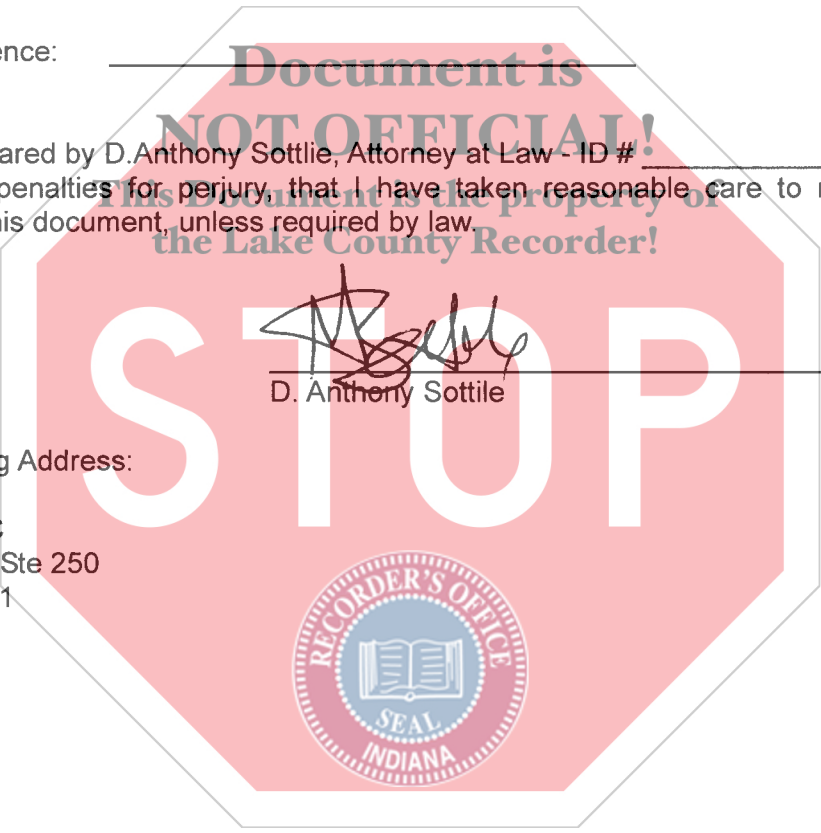 ence:
Document is
NOT OFFICIAL!
ared by D.Anthony Sottlie, Attorney at Law - ID #
penalties for perjury, that I have taken reasonable care to r
This Document is the property of
his document, unless required by law.
the Lake County Recorder!
STOP
D. Anthony Sottile
g Address:
Ste 250
1
RECORDER'S OFFICE
SEAL
INDIANA